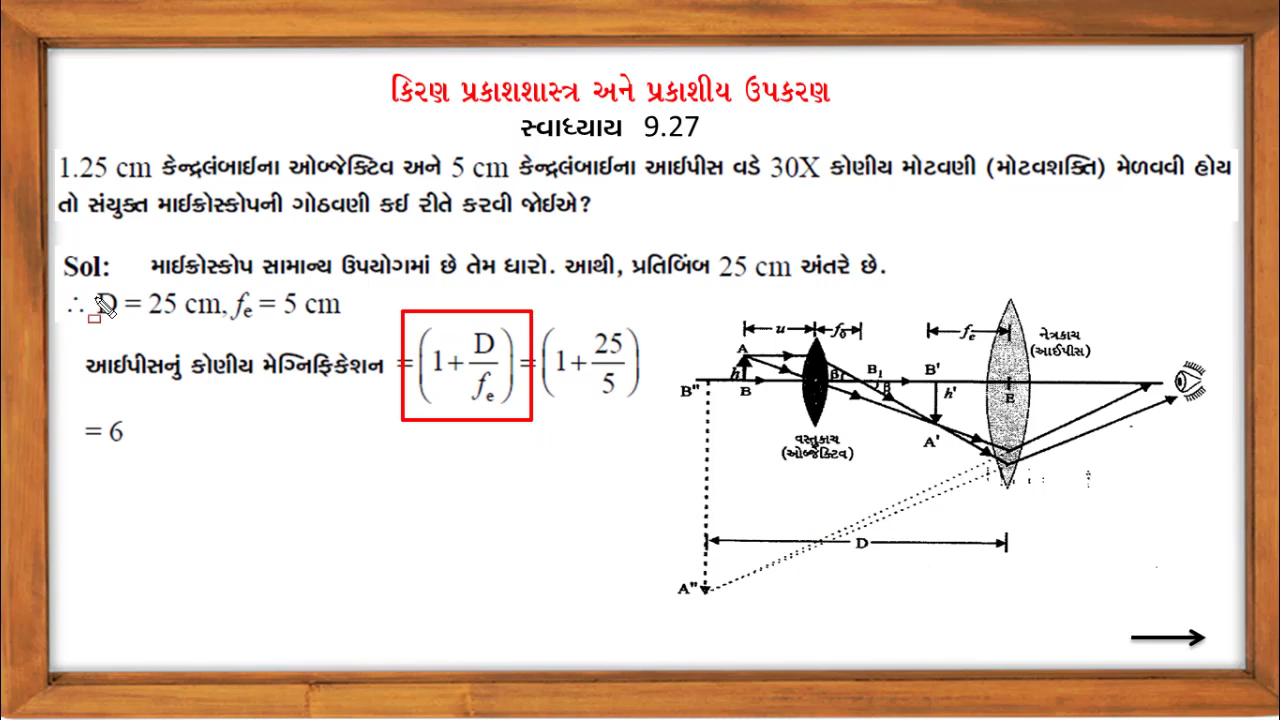 કિરણ પ્રકાશશાસ્ત્ર અને પ્રકાશીય ઉપકરણ
સ્વાધ્યાય 9.27
1.25 cm કેન્દ્રલંબાઈના ઓબ્જેક્ટિવ અને 5 cm કેન્દ્રલંબાઈના આઈપીસ વડે 30X કોણીય મોટવણી (મોટવશક્તિ) મેળવવી હોય
તો સંયુક્ત માઈક્રોસ્કોપની ગોઠવણી કઈ રીતે કરવી જોઈએ?
Sol: માઈક્રોસ્કોપ સામાન્ય ઉપયોગમાં છે તેમ ધારો. આથી, પ્રતિબિંબ 25 cm અંતરે છે.
∴ D = 25 cm, fe = 5 cm
આઈપીસનું કોણીય મેગ્નિફિકેશન = (1 + D/fe) = (1 + 25/5)
= 6
u fo fe
નેત્રકાચ
(આઈપીસ)
A B' B1
h β β h'
B" B E
A'
વસ્તુકાચ
(ઓબ્જેક્ટિવ)
D
A"